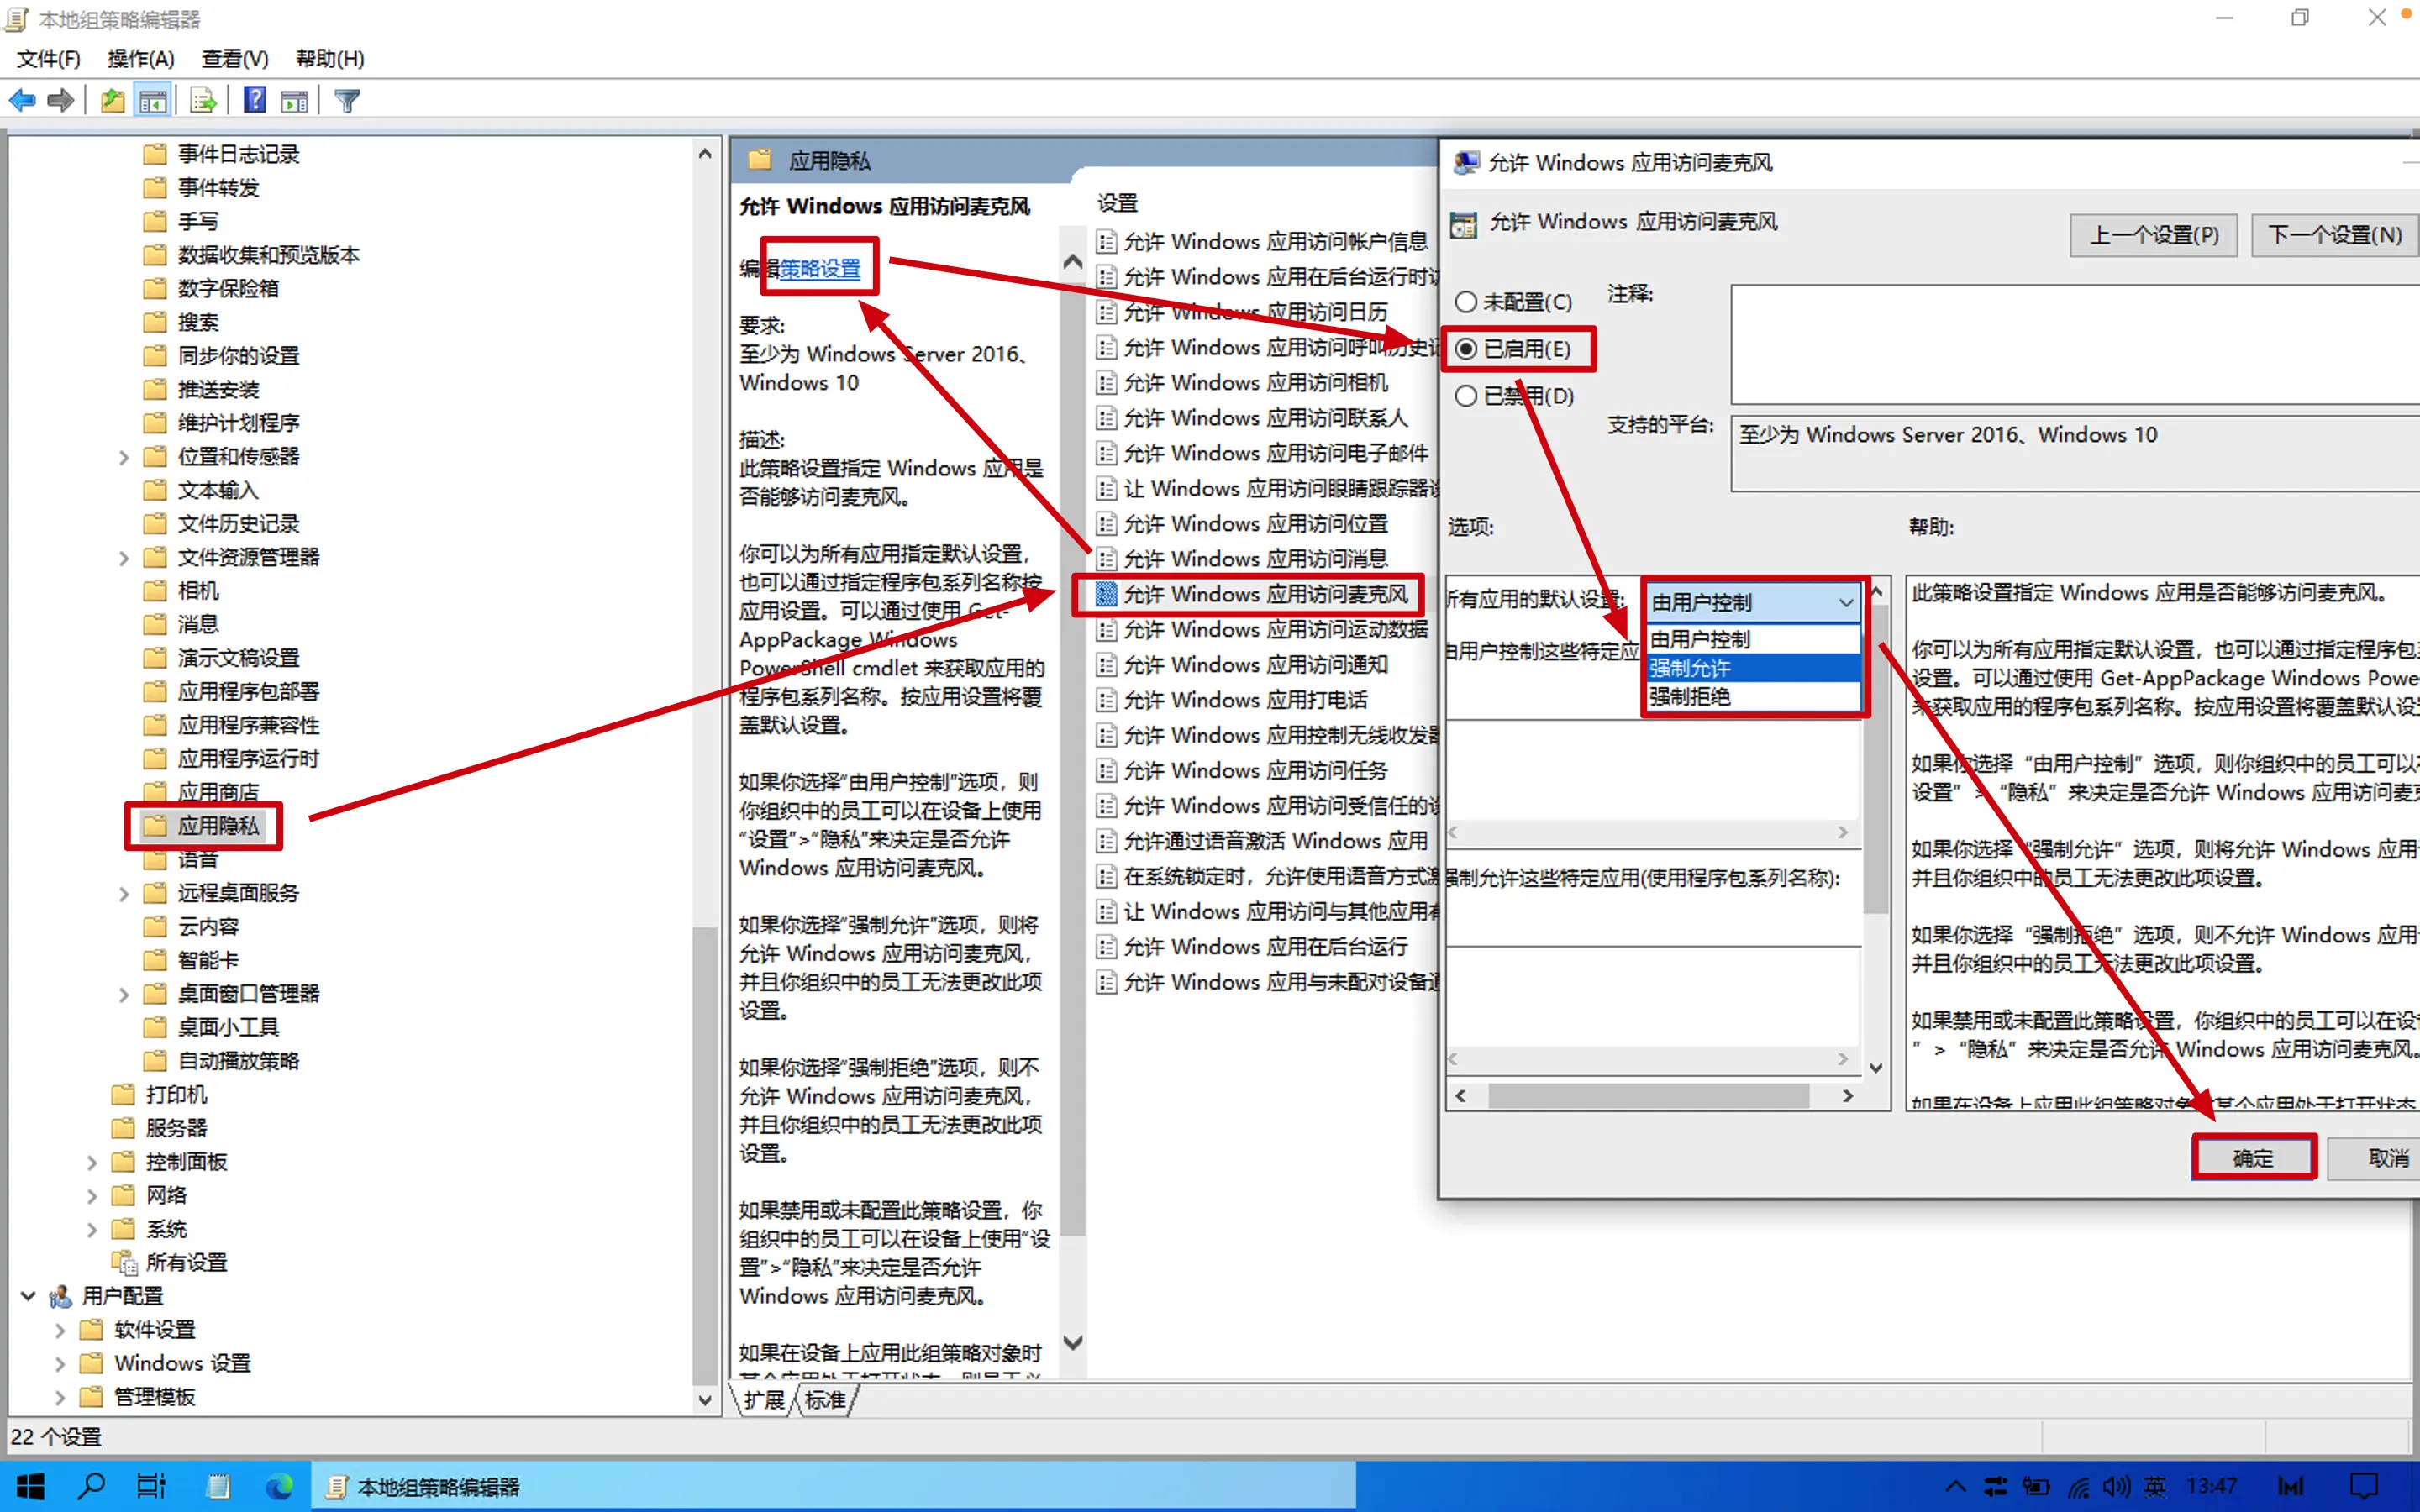 本地组策略编辑器
文件(F) 操作(A) 查看(V) 帮助(H)
事件日志记录
事件转发
手写
数据收集和预览版本
数字保险箱
搜索
同步你的设置
推送安装
维护计划程序
位置和传感器
文本输入
文件历史记录
文件资源管理器
相机
消息
演示文稿设置
应用程序包部署
应用程序兼容性
应用程序运行时
应用商店
应用隐私
语音
远程桌面服务
云内容
智能卡
桌面窗口管理器
桌面小工具
自动播放策略
打印机
服务器
控制面板
网络
系统
所有设置
用户配置
软件设置
Windows 设置
管理模板
应用隐私
允许 Windows 应用访问麦克风
编辑策略设置
要求:
至少为 Windows Server 2016、
Windows 10
描述:
此策略设置指定 Windows 应用是
否能够访问麦克风。
你可以为所有应用指定默认设置，
也可以通过指定程序包系列名称按
应用设置。可以通过使用 Get-
AppPackage Windows
PowerShell cmdlet 来获取应用的
程序包系列名称。按应用设置将覆
盖默认设置。
如果你选择“由用户控制”选项，则
你组织中的员工可以在设备上使用
“设置”>“隐私”来决定是否允许
Windows 应用访问麦克风。
如果你选择“强制允许”选项，则将
允许 Windows 应用访问麦克风，
并且你组织中的员工无法更改此项
设置。
如果你选择“强制拒绝”选项，则不
允许 Windows 应用访问麦克风，
并且你组织中的员工无法更改此项
设置。
如果禁用或未配置此策略设置，你
组织中的员工可以在设备上使用“设
置”>“隐私”来决定是否允许
Windows 应用访问麦克风。
如果在设备上应用此组策略对象时
设置
允许 Windows 应用访问帐户信息
允许 Windows 应用在后台运行时访
允许 Windows 应用访问日历
允许 Windows 应用访问呼叫历史记
允许 Windows 应用访问相机
允许 Windows 应用访问联系人
允许 Windows 应用访问电子邮件
让 Windows 应用访问眼睛跟踪器设
允许 Windows 应用访问位置
允许 Windows 应用访问消息
允许 Windows 应用访问麦克风
允许 Windows 应用访问运动数据
允许 Windows 应用访问通知
允许 Windows 应用打电话
允许 Windows 应用控制无线收发器
允许 Windows 应用访问任务
允许 Windows 应用访问受信任的设
允许通过语音激活 Windows 应用
在系统锁定时，允许使用语音方式激
让 Windows 应用访问与其他应用有
允许 Windows 应用在后台运行
允许 Windows 应用与未配对设备通
扩展 标准
允许 Windows 应用访问麦克风
允许 Windows 应用访问麦克风
上一个设置(P) 下一个设置(N)
未配置(C)
已启用(E)
已禁用(D)
注释:
支持的平台:
至少为 Windows Server 2016、Windows 10
选项:
帮助:
所有应用的默认设置:
由用户控制
由用户控制
强制允许
强制拒绝
由用户控制这些特定应
强制允许这些特定应用(使用程序包系列名称):
此策略设置指定 Windows 应用是否能够访问麦克风。
你可以为所有应用指定默认设置，也可以通过指定程序包
设置。可以通过使用 Get-AppPackage Windows Powe
来获取应用的程序包系列名称。按应用设置将覆盖默认设
如果你选择“由用户控制”选项，则你组织中的员工可以
设置” > “隐私”来决定是否允许 Windows 应用访问麦
如果你选择“强制允许”选项，则将允许 Windows 应用
并且你组织中的员工无法更改此项设置。
如果你选择“强制拒绝”选项，则不允许 Windows 应用
并且你组织中的员工无法更改此项设置。
如果禁用或未配置此策略设置，你组织中的员工可以在设
” > “隐私”来决定是否允许 Windows 应用访问麦克风。
如果在设备上应用此组策略对象时某个应用处于打开状态
确定 取消
22 个设置
本地组策略编辑器
英 13:47